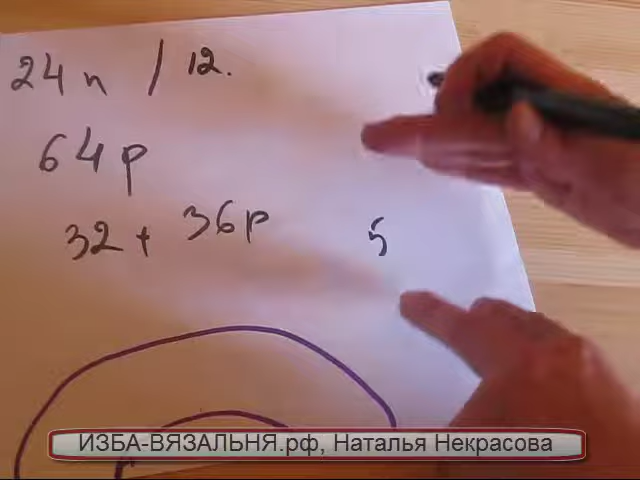 24 п / 12.
64 р
32 + 36 р
5
ИЗБА-ВЯЗАЛЬНЯ.рф, Наталья Некрасова